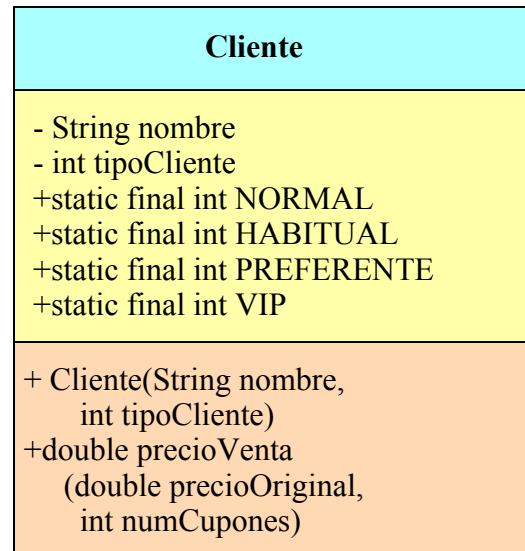 Cliente
- String nombre
- int tipoCliente
+static final int NORMAL
+static final int HABITUAL
+static final int PREFERENTE
+static final int VIP
+ Cliente(String nombre,
int tipoCliente)
+double precioVenta
(double precioOriginal,
int numCupones)